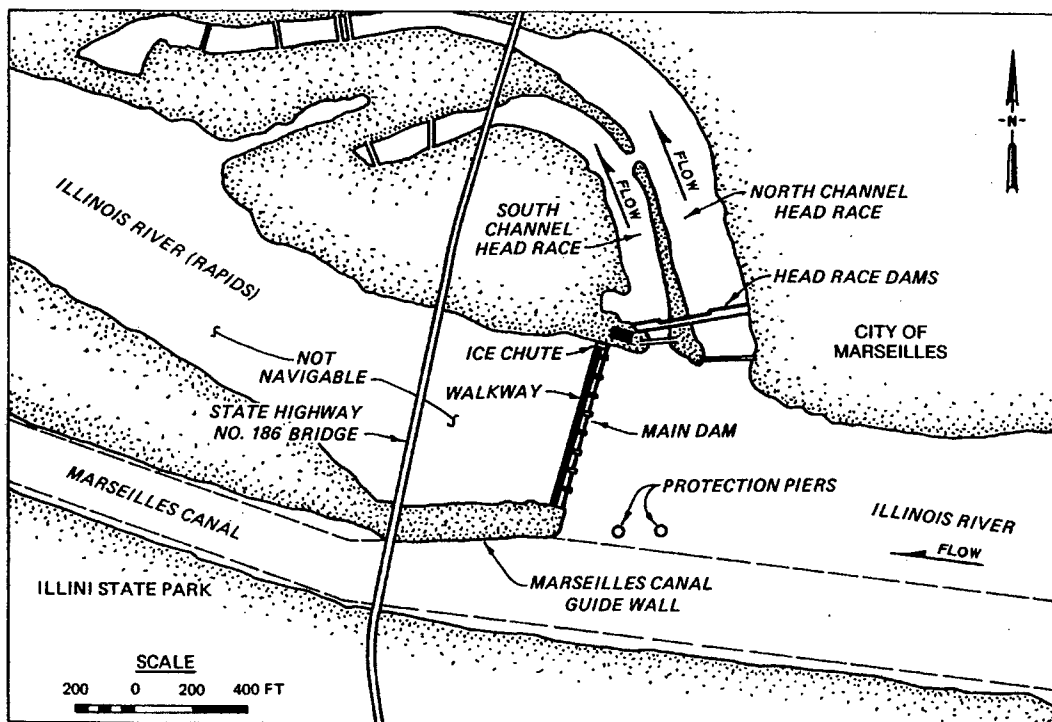 -N-
FLOW
FLOW
NORTH CHANNEL
HEAD RACE
SOUTH
CHANNEL
HEAD RACE
ILLINOIS RIVER (RAPIDS)
HEAD RACE DAMS
CITY OF
MARSEILLES
ICE CHUTE
NOT
NAVIGABLE
WALKWAY
STATE HIGHWAY
NO. 186 BRIDGE
MAIN DAM
MARSEILLES CANAL
PROTECTION PIERS
ILLINOIS RIVER
FLOW
ILLINI STATE PARK
MARSEILLES CANAL
GUIDE WALL
SCALE
200 0 200 400 FT